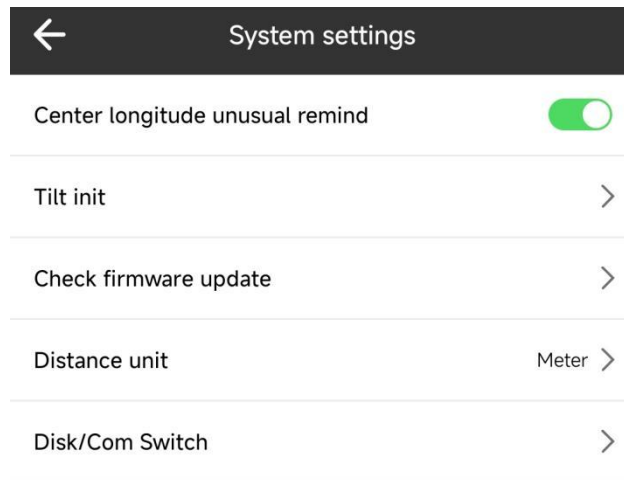 System settings
Center longitude unusual remind
Tilt init
Check firmware update
Distance unit Meter
Disk/Com Switch